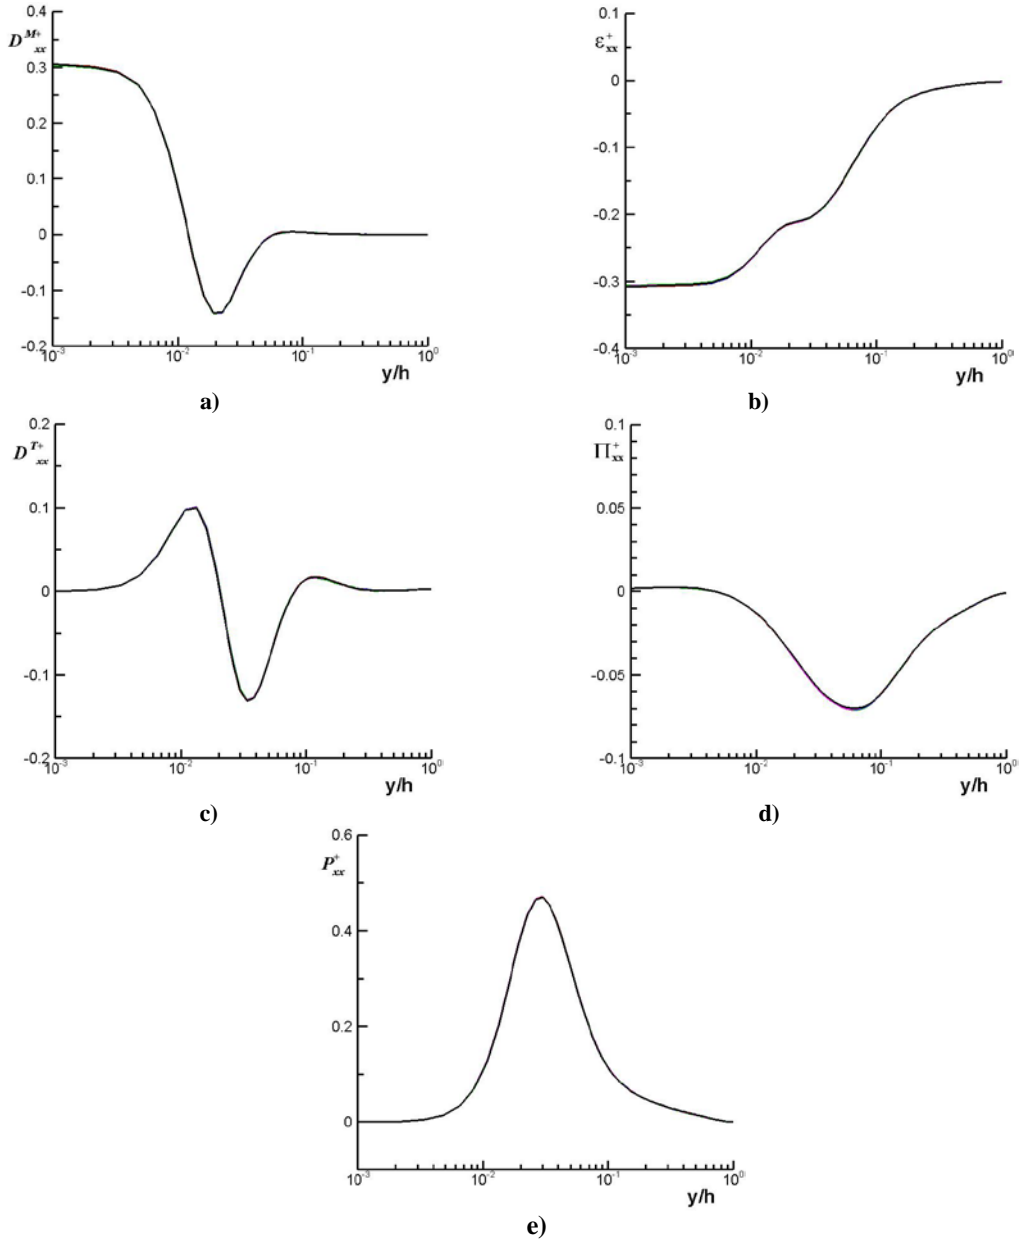 0.4
D^{M+}_{xx}
0.3
0.2
0.1
0
-0.1
-0.2
10^{-3} 10^{-2} 10^{-1} 10^{0}
y/h
a)
0.1
ε^{+}_{xx}
0
-0.1
-0.2
-0.3
-0.4
10^{-3} 10^{-2} 10^{-1} 10^{0}
y/h
b)
0.2
D^{T+}_{xx}
0.1
0
-0.1
-0.2
10^{-3} 10^{-2} 10^{-1} 10^{0}
y/h
c)
0.1
Π^{+}_{xx}
0.05
0
-0.05
-0.1
10^{-3} 10^{-2} 10^{-1} 10^{0}
y/h
d)
0.6
P^{+}_{xx}
0.4
0.2
0
10^{-3} 10^{-2} 10^{-1} 10^{0}
y/h
e)